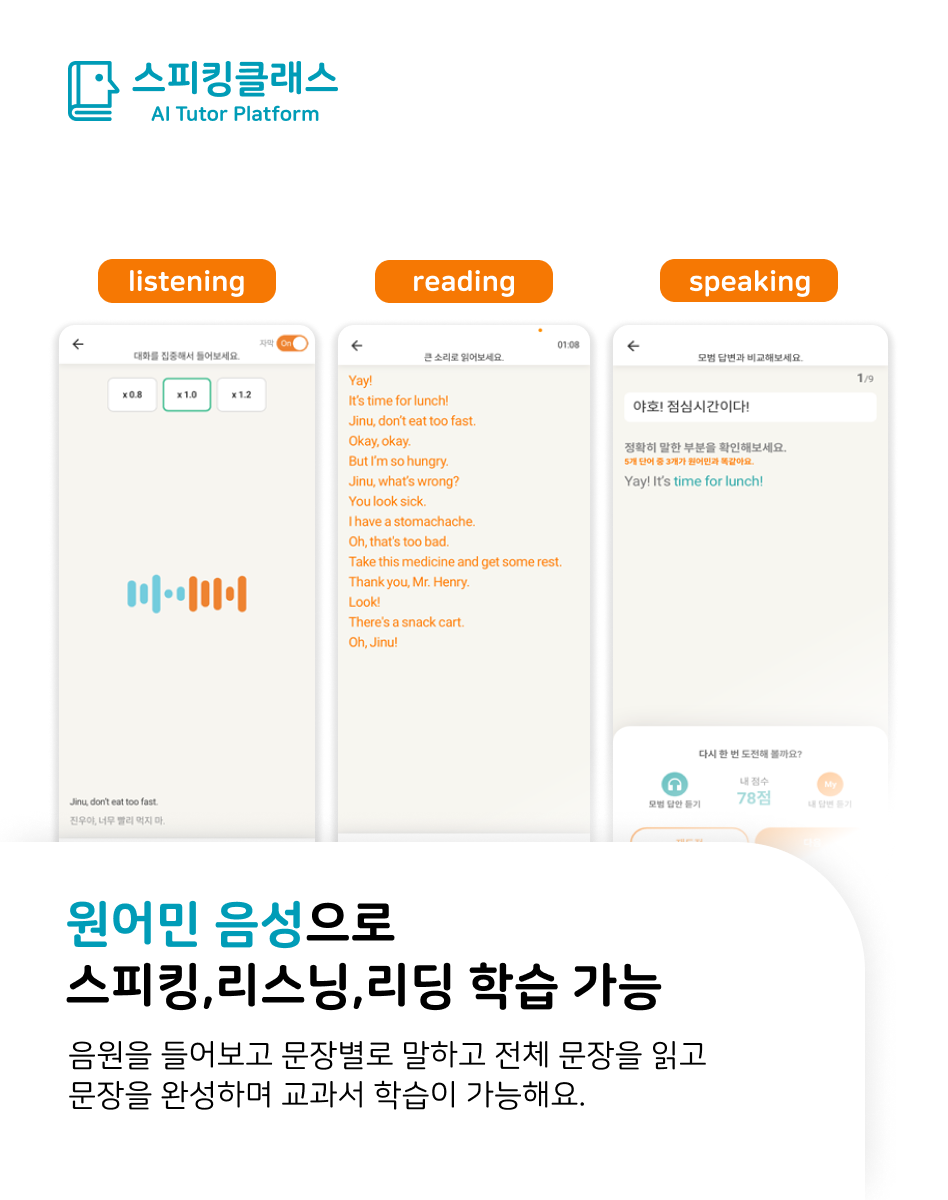 스피킹클래스
AI Tutor Platform
listening
reading
speaking
자막 On
대화를 집중해서 들어보세요.
x 0.8
x 1.0
x 1.2
Jinu, don't eat too fast.
진우야, 너무 빨리 먹지 마.
01:08
큰 소리로 읽어보세요.
Yay!
It's time for lunch!
Jinu, don't eat too fast.
Okay, okay.
But I'm so hungry.
Jinu, what's wrong?
You look sick.
I have a stomachache.
Oh, that's too bad.
Take this medicine and get some rest.
Thank you, Mr. Henry.
Look!
There's a snack cart.
Oh, Jinu!
모범 답변과 비교해보세요.
1/9
야호! 점심시간이다!
정확히 말한 부분을 확인해보세요.
5개 단어 중 3개가 원어민과 똑같아요.
Yay! It's time for lunch!
다시 한 번 도전해 볼까요?
모범 답안 듣기
내 점수
78점
My
내 답변 듣기
원어민 음성으로
스피킹,리스닝,리딩 학습 가능
음원을 들어보고 문장별로 말하고 전체 문장을 읽고
문장을 완성하며 교과서 학습이 가능해요.